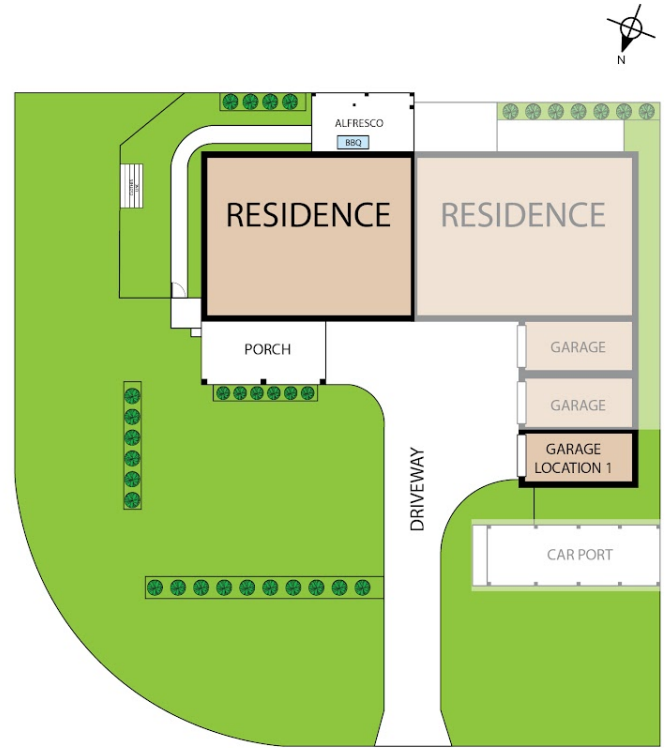 N
ALFRESCO
BBQ
RESIDENCE
RESIDENCE
PORCH
GARAGE
GARAGE
GARAGE
LOCATION 1
DRIVEWAY
CAR PORT